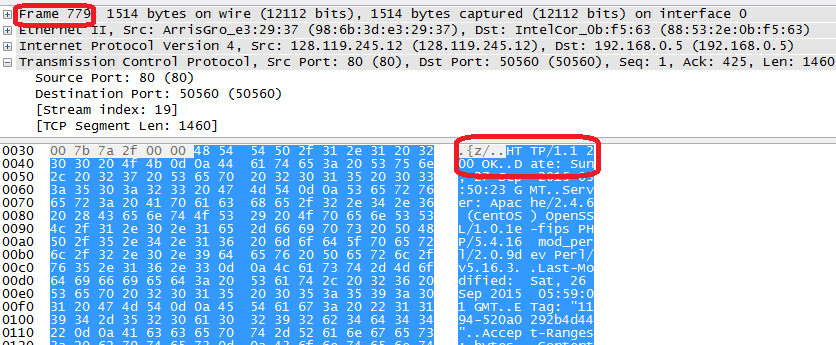 Frame 779: 1514 bytes on wire (12112 bits), 1514 bytes captured (12112 bits) on interface 0
Ethernet II, Src: ArrisGro_e3:29:37 (98:6b:3d:e3:29:37), Dst: IntelCor_0b:f5:63 (88:53:2e:0b:f5:63)
Internet Protocol Version 4, Src: 128.119.245.12 (128.119.245.12), Dst: 192.168.0.5 (192.168.0.5)
Transmission Control Protocol, Src Port: 80 (80), Dst Port: 50560 (50560), Seq: 1, Ack: 425, Len: 1460
Source Port: 80 (80)
Destination Port: 50560 (50560)
[Stream index: 19]
[TCP Segment Len: 1460]
0030 00 7b 7a 2f 00 00 48 54 54 50 2f 31 2e 31 20 32 .{z/..HT TP/1.1 2
0040 30 30 20 4f 4b 0d 0a 44 61 74 65 3a 20 53 75 6e 00 OK..D ate: Sun
0050 2c 20 32 37 20 53 65 70 20 32 30 31 35 20 30 35
0060 3a 35 30 3a 32 33 20 47 4d 54 0d 0a 53 65 72 76 :50:23 G MT..Serv
0070 65 72 3a 20 41 70 61 63 68 65 2f 32 2e 34 2e 36 er: Apac he/2.4.6
0080 20 28 43 65 6e 74 4f 53 29 20 4f 70 65 6e 53 53 (CentOS ) OpenSS
0090 4c 2f 31 2e 30 2e 31 65 2d 66 69 70 73 20 50 48 L/1.0.1e -fips PH
00a0 50 2f 35 2e 34 2e 31 36 20 6d 6f 64 5f 70 65 72 P/5.4.16 mod_per
00b0 6c 2f 32 2e 30 2e 39 64 65 76 20 50 65 72 6c 2f l/2.0.9d ev Perl/
00c0 76 35 2e 31 36 2e 33 0d 0a 4c 61 73 74 2d 4d 6f v5.16.3. .Last-Mo
00d0 64 69 66 69 65 64 3a 20 53 61 74 2c 20 32 36 20 dified: Sat, 26
00e0 53 65 70 20 32 30 31 35 20 30 35 3a 35 39 3a 30 Sep 2015 05:59:0
00f0 31 20 47 4d 54 0d 0a 45 54 61 67 3a 20 22 31 31 1 GMT..E Tag: "11
0100 39 34 2d 35 32 30 61 30 32 39 32 62 34 64 34 34 94-520a0 292b4d44
0110 22 0d 0a 41 63 63 65 70 74 2d 52 61 6e 67 65 73 "..Accep t-Ranges